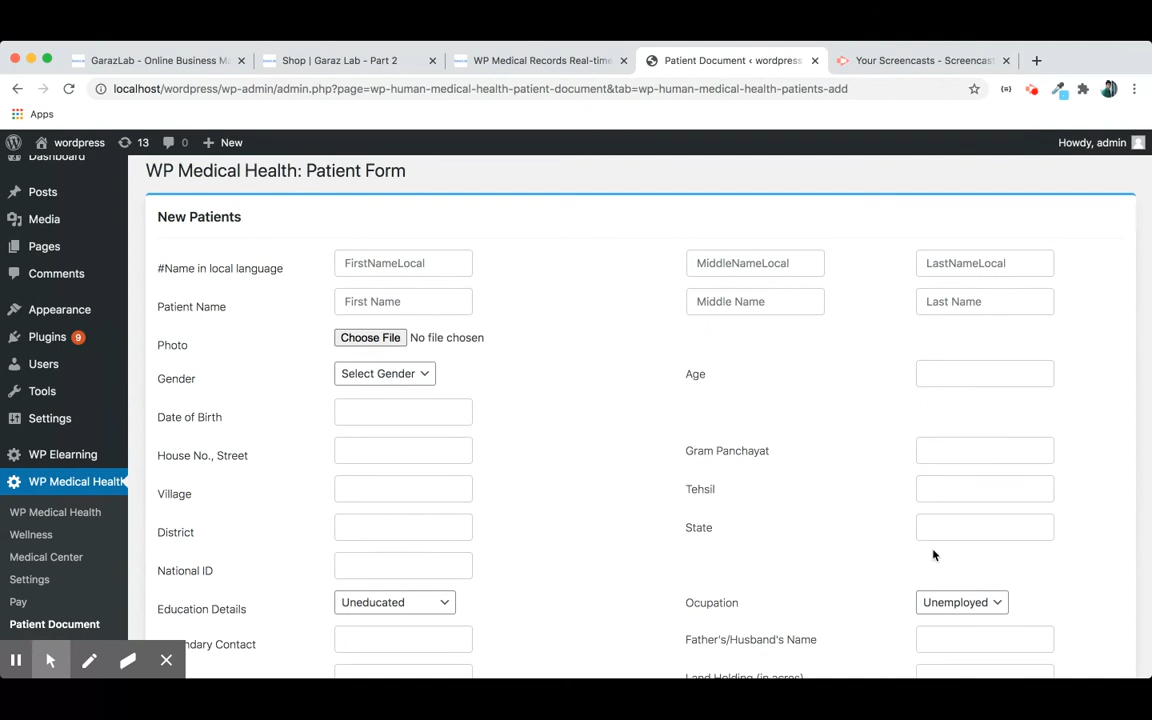 GarazLab - Online Business Ma
Shop | Garaz Lab - Part 2
WP Medical Records Real-time
Patient Document ‹ wordpress
Your Screencasts - Screencast
localhost/wordpress/wp-admin/admin.php?page=wp-human-medical-health-patient-document&tab=wp-human-medical-health-patients-add
Apps
wordpress 13 0 + New Howdy, admin
Dashboard
Posts
Media
Pages
Comments
Appearance
Plugins 9
Users
Tools
Settings
WP Elearning
WP Medical Healt
WP Medical Health
Wellness
Medical Center
Settings
Pay
Patient Document
WP Medical Health: Patient Form
New Patients
#Name in local language FirstNameLocal MiddleNameLocal LastNameLocal
Patient Name First Name Middle Name Last Name
Photo Choose File No file chosen
Gender Select Gender Age
Date of Birth
House No., Street Gram Panchayat
Village Tehsil
District State
National ID
Education Details Uneducated Ocupation Unemployed
ndary Contact Father's/Husband's Name
Land Holding (in acres)